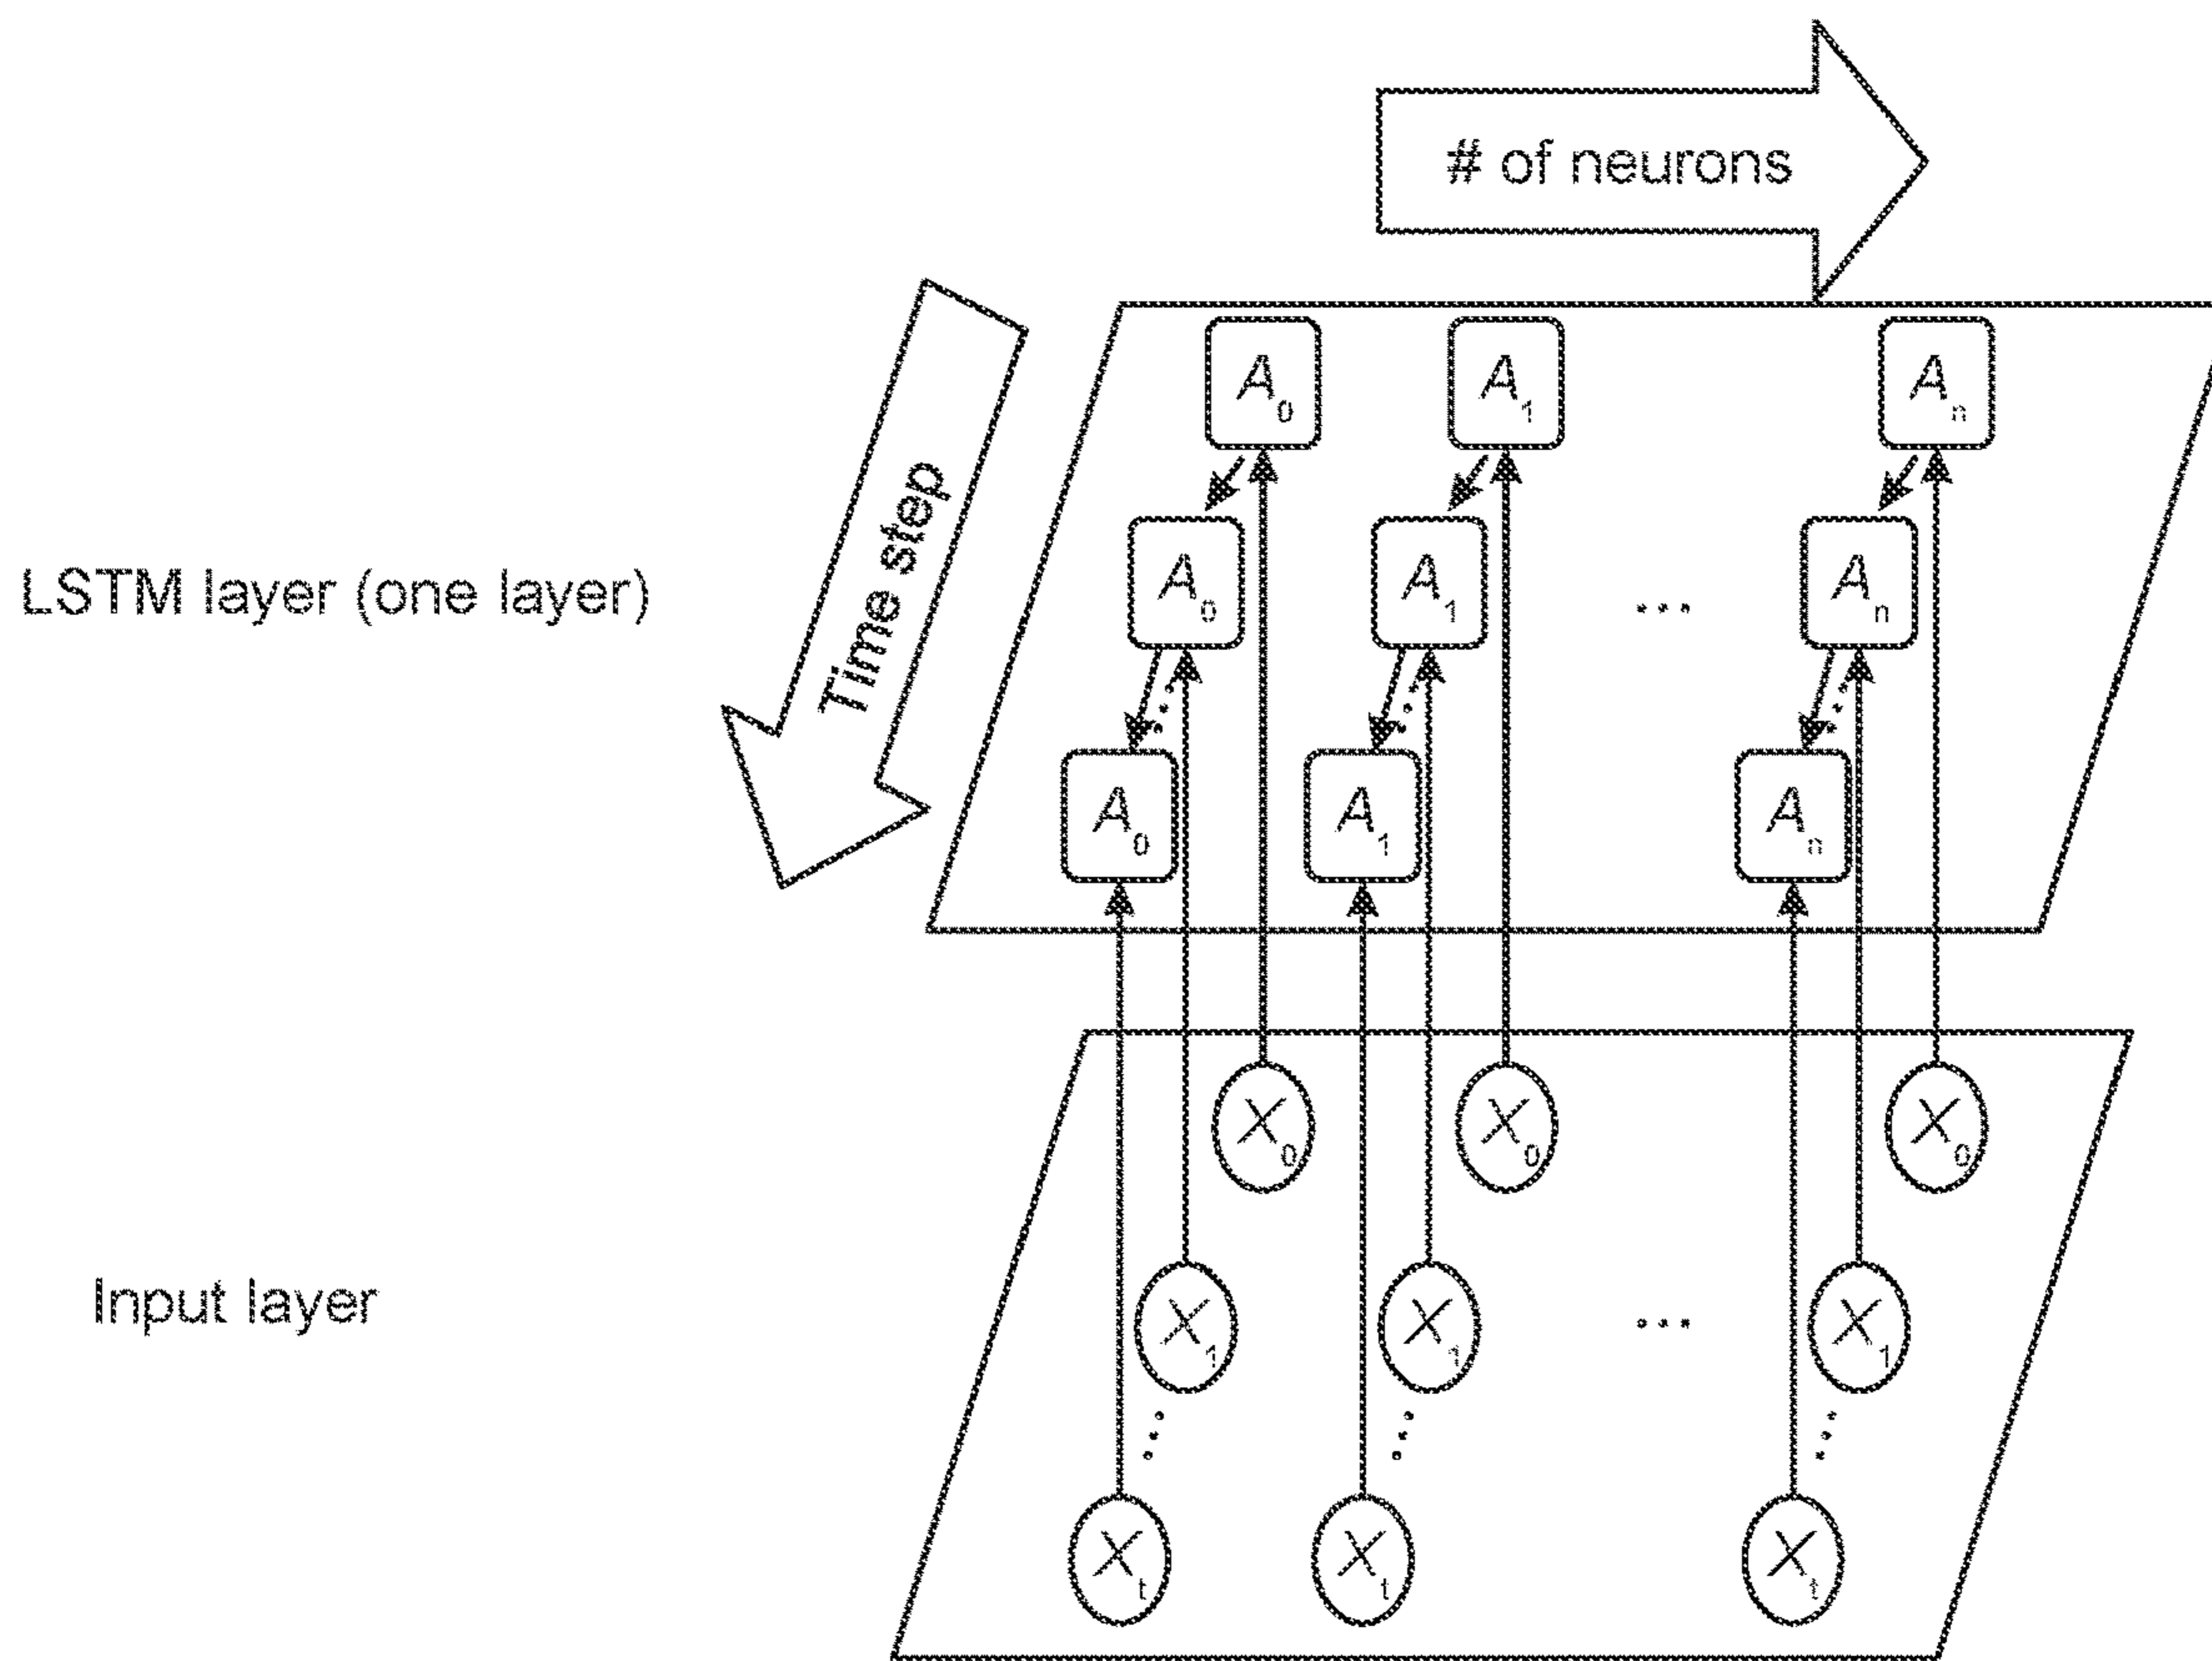 # of neurons
Time step
LSTM layer (one layer)
A0 A1 An
A0 A1 ... An
A0 A1 An
Input layer
X0 X0 X0
X1 X1 ... X1
Xt Xt Xt